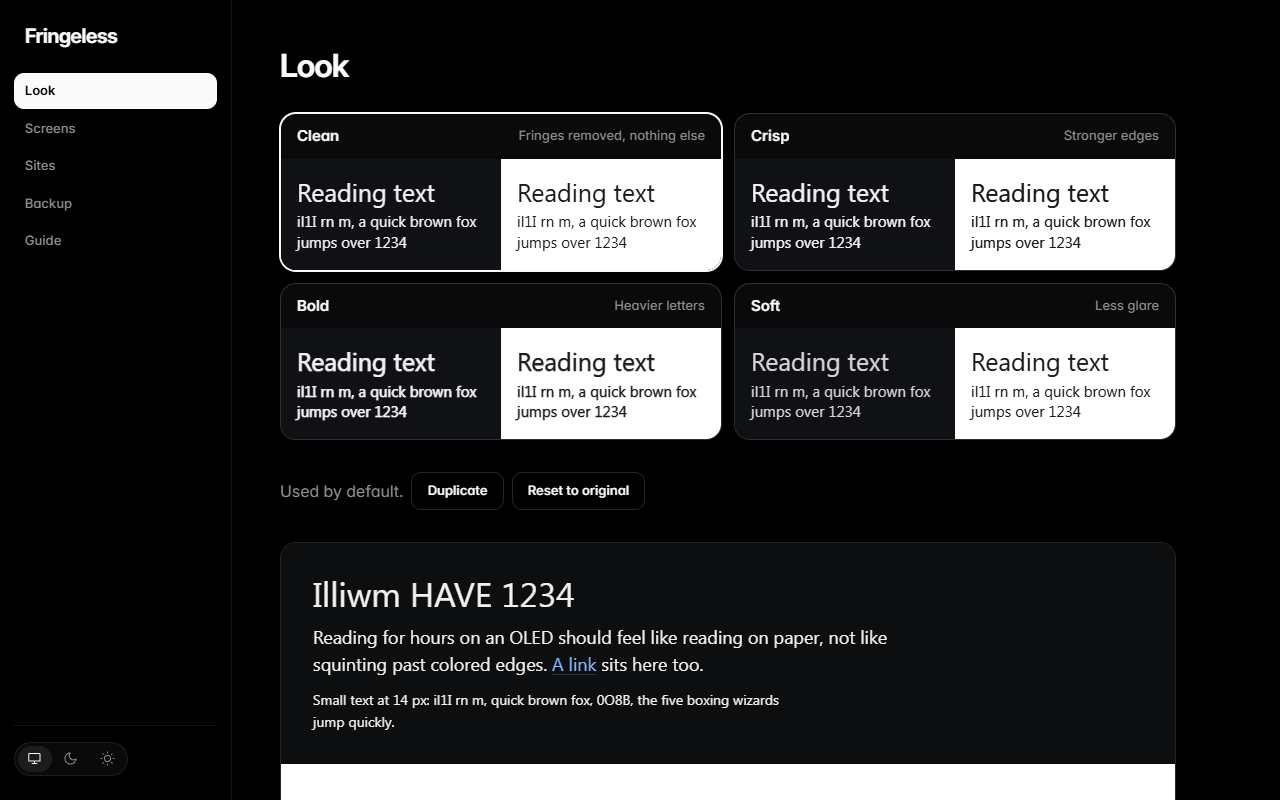 Fringeless
Look
Screens
Sites
Backup
Guide
Look
Clean
Fringes removed, nothing else
Reading text
il1I rn m, a quick brown fox
jumps over 1234
Reading text
il1I rn m, a quick brown fox
jumps over 1234
Crisp
Stronger edges
Reading text
il1I rn m, a quick brown fox
jumps over 1234
Reading text
il1I rn m, a quick brown fox
jumps over 1234
Bold
Heavier letters
Reading text
il1I rn m, a quick brown fox
jumps over 1234
Reading text
il1I rn m, a quick brown fox
jumps over 1234
Soft
Less glare
Reading text
il1I rn m, a quick brown fox
jumps over 1234
Reading text
il1I rn m, a quick brown fox
jumps over 1234
Used by default.
Duplicate
Reset to original
Illiwm HAVE 1234
Reading for hours on an OLED should feel like reading on paper, not like
squinting past colored edges. A link sits here too.
Small text at 14 px: il1I rn m, quick brown fox, 0O8B, the five boxing wizards
jump quickly.